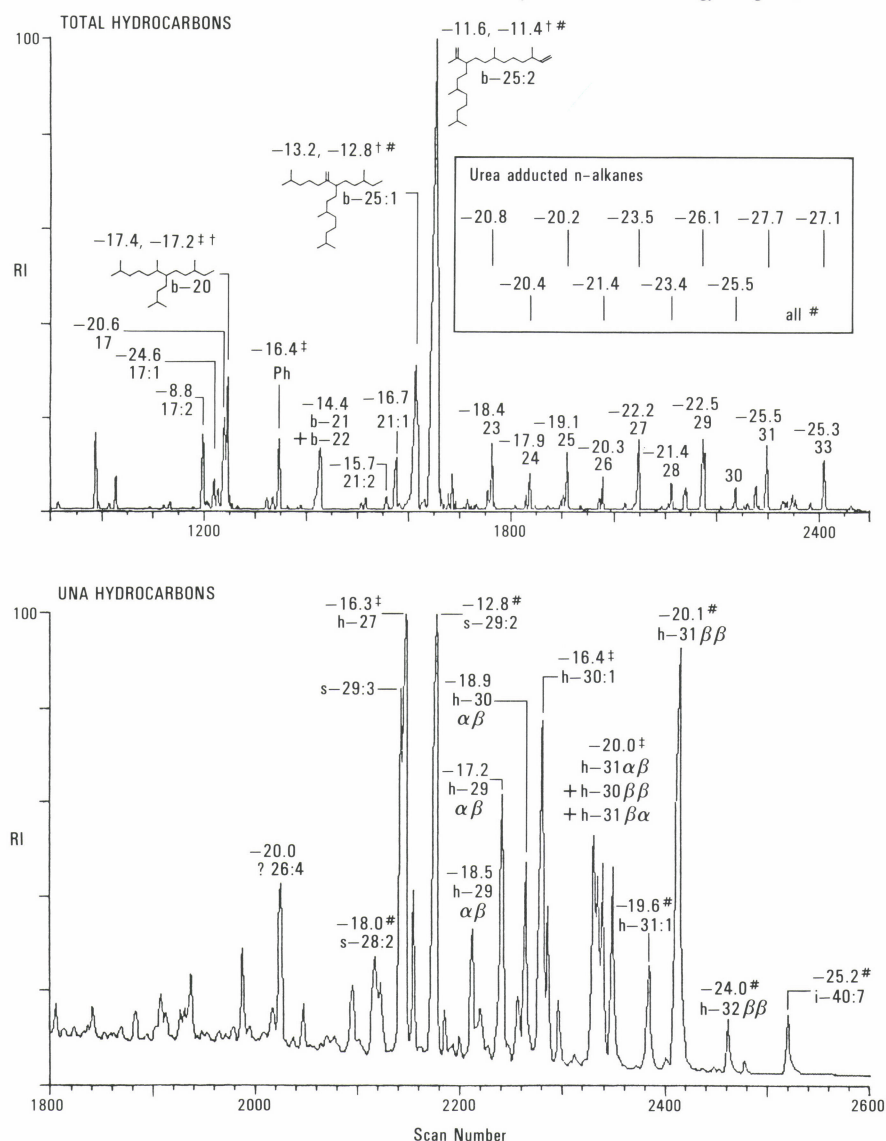 TOTAL HYDROCARBONS
100
RI
−11.6, −11.4† #
b−25:2
−13.2, −12.8† #
b−25:1
−17.4, −17.2‡ †
b−20
−20.6
17
−24.6
17:1
−8.8
17:2
−16.4‡
Ph
−14.4
b−21
+b−22
−15.7
21:2
−16.7
21:1
Urea adducted n−alkanes
−20.8 −20.2 −23.5 −26.1 −27.7 −27.1
−20.4 −21.4 −23.4 −25.5
all #
−18.4
23
−17.9
24
−19.1
25
−20.3
26
−22.2
27
−21.4
28
−22.5
29
30
−25.5
31
−25.3
33
1200 1800 2400
UNA HYDROCARBONS
100
RI
−20.0
? 26:4
−18.0#
s−28:2
s−29:3
−16.3‡
h−27
−12.8#
s−29:2
−18.5
h−29
αβ
−17.2
h−29
αβ
−18.9
h−30
αβ
−16.4‡
h−30:1
−20.0‡
h−31αβ
+h−30ββ
+h−31βα
−19.6#
h−31:1
−20.1#
h−31ββ
−24.0#
h−32ββ
−25.2#
i−40:7
1800 2000 2200 2400 2600
Scan Number